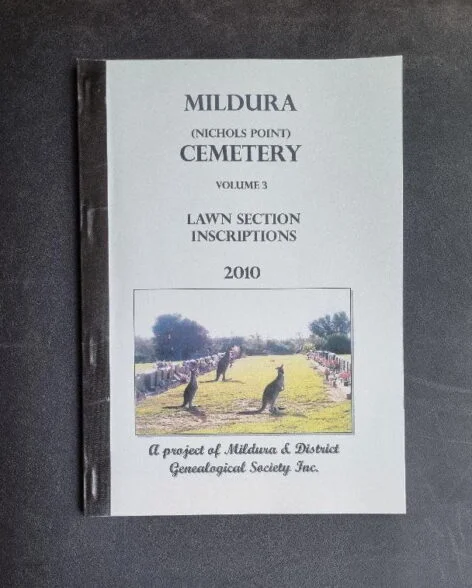 MILDURA
(NICHOLS POINT)
CEMETERY
VOLUME 3
LAWN SECTION
INSCRIPTIONS
2010
A project of Mildura & District
Genealogical Society Inc.